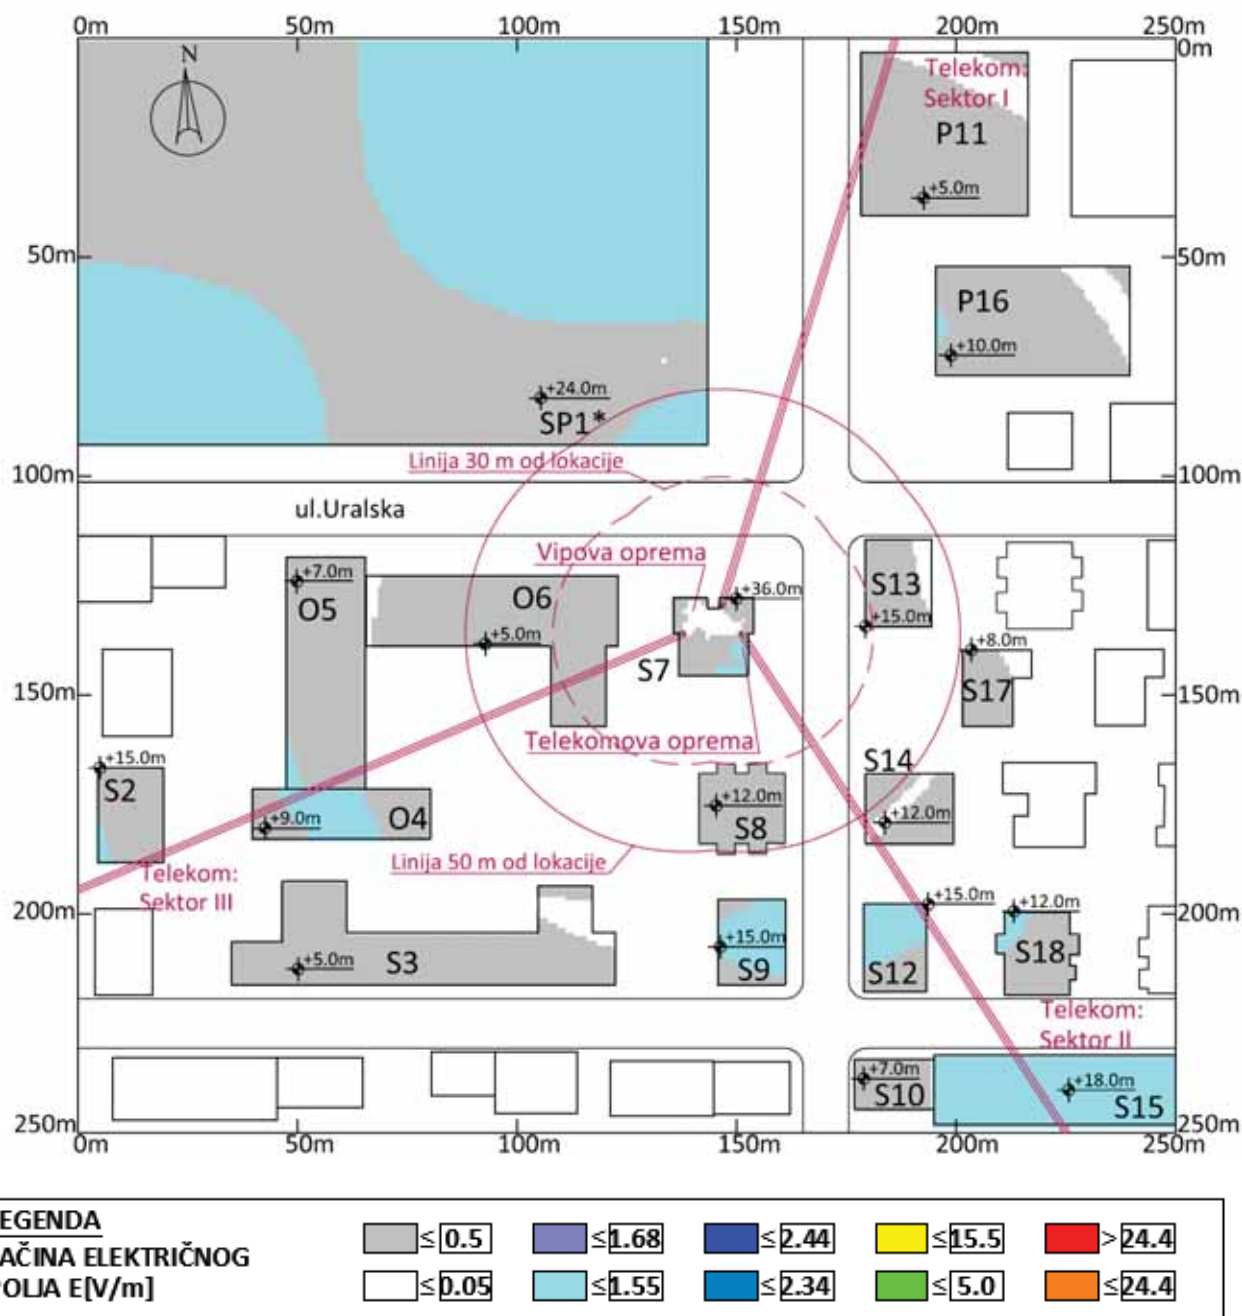 0m 50m 100m 150m 200m 250m
0m
N
Telekom:
Sektor I
P11
+5.0m
50m 50m
P16
+10.0m
+24.0m
SP1*
Linija 30 m od lokacije
100m 100m
ul.Uralska
Vipova oprema
+7.0m
O5
O6
+5.0m
+36.0m
S13
+15.0m
S7
+8.0m
S17
150m 150m
Telekomova oprema
+15.0m
S2
S14
+12.0m
+12.0m
S8
+9.0m
O4
Linija 50 m od lokacije
Telekom:
Sektor III
200m 200m
+15.0m
+12.0m
S3
+5.0m
+15.0m
S9
S12
S18
Telekom:
Sektor II
+7.0m
S10
+18.0m
S15
250m 250m
0m 50m 100m 150m 200m 250m
EGENDA
AČINA ELEKTRIČNOG
OLJA E[V/m]
≤ 0.5 ≤1.68 ≤2.44 ≤15.5 >24.4
≤0.05 ≤1.55 ≤2.34 ≤ 5.0 ≤24.4